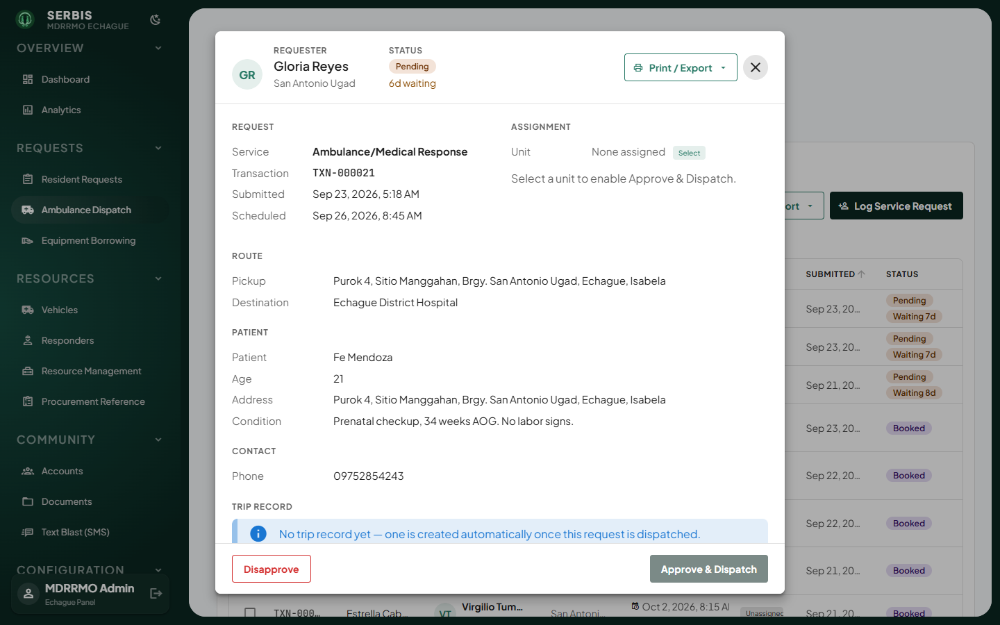 SERBIS
MDRRMO ECHAGUE
OVERVIEW
Dashboard
Analytics
REQUESTS
Resident Requests
Ambulance Dispatch
Equipment Borrowing
RESOURCES
Vehicles
Responders
Resource Management
Procurement Reference
COMMUNITY
Accounts
Documents
Text Blast (SMS)
CONFIGURATION
MDRRMO Admin
Echague Panel
GR
REQUESTER
Gloria Reyes
San Antonio Ugad
STATUS
Pending
6d waiting
Print / Export
REQUEST
Service Ambulance/Medical Response
Transaction TXN-000021
Submitted Sep 23, 2026, 5:18 AM
Scheduled Sep 26, 2026, 8:45 AM
ASSIGNMENT
Unit None assigned Select
Select a unit to enable Approve & Dispatch.
ROUTE
Pickup Purok 4, Sitio Manggahan, Brgy. San Antonio Ugad, Echague, Isabela
Destination Echague District Hospital
PATIENT
Patient Fe Mendoza
Age 21
Address Purok 4, Sitio Manggahan, Brgy. San Antonio Ugad, Echague, Isabela
Condition Prenatal checkup, 34 weeks AOG. No labor signs.
CONTACT
Phone 09752854243
TRIP RECORD
No trip record yet — one is created automatically once this request is dispatched.
Disapprove
Approve & Dispatch
ort
Log Service Request
SUBMITTED STATUS
Sep 23, 20... Pending
Waiting 7d
Sep 23, 20... Pending
Waiting 7d
Sep 21, 20... Pending
Waiting 8d
Sep 23, 20... Booked
Sep 22, 20... Booked
Sep 22, 20... Booked
Sep 22, 20... Booked
TXN-000... Estrella Cab... VT Virgilio Tum... San Antoni... Oct 2, 2026, 8:15 AM Unassigned Sep 21, 20... Booked